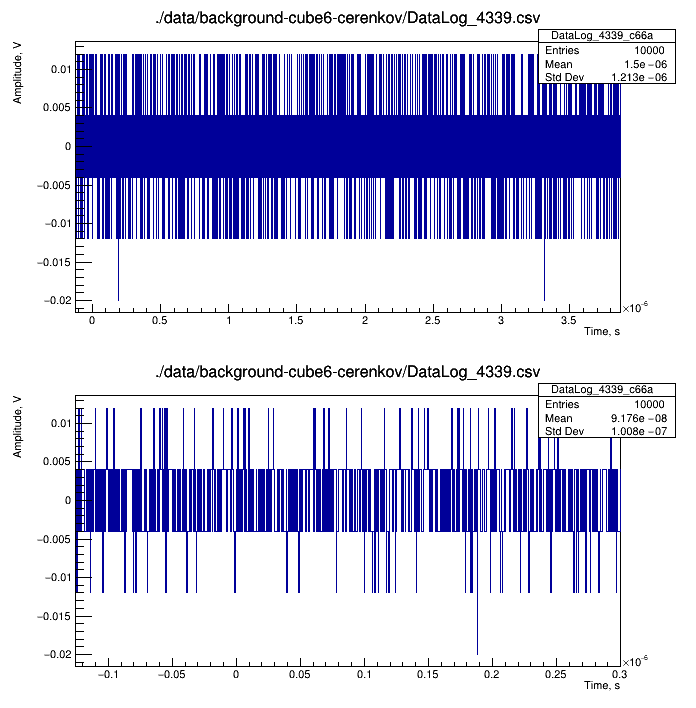 ./data/background-cube6-cerenkov/DataLog_4339.csv
DataLog_4339_c66a
Entries 10000
Mean 1.5e −06
Std Dev 1.213e −06
Amplitude, V
0.01
0.005
0
−0.005
−0.01
−0.015
−0.02
0 0.5 1 1.5 2 2.5 3 3.5
×10⁻⁶
Time, s
./data/background-cube6-cerenkov/DataLog_4339.csv
DataLog_4339_c66a
Entries 10000
Mean 9.176e −08
Std Dev 1.008e −07
Amplitude, V
0.01
0.005
0
−0.005
−0.01
−0.015
−0.02
−0.1 −0.05 0 0.05 0.1 0.15 0.2 0.25 0.3
×10⁻⁶
Time, s